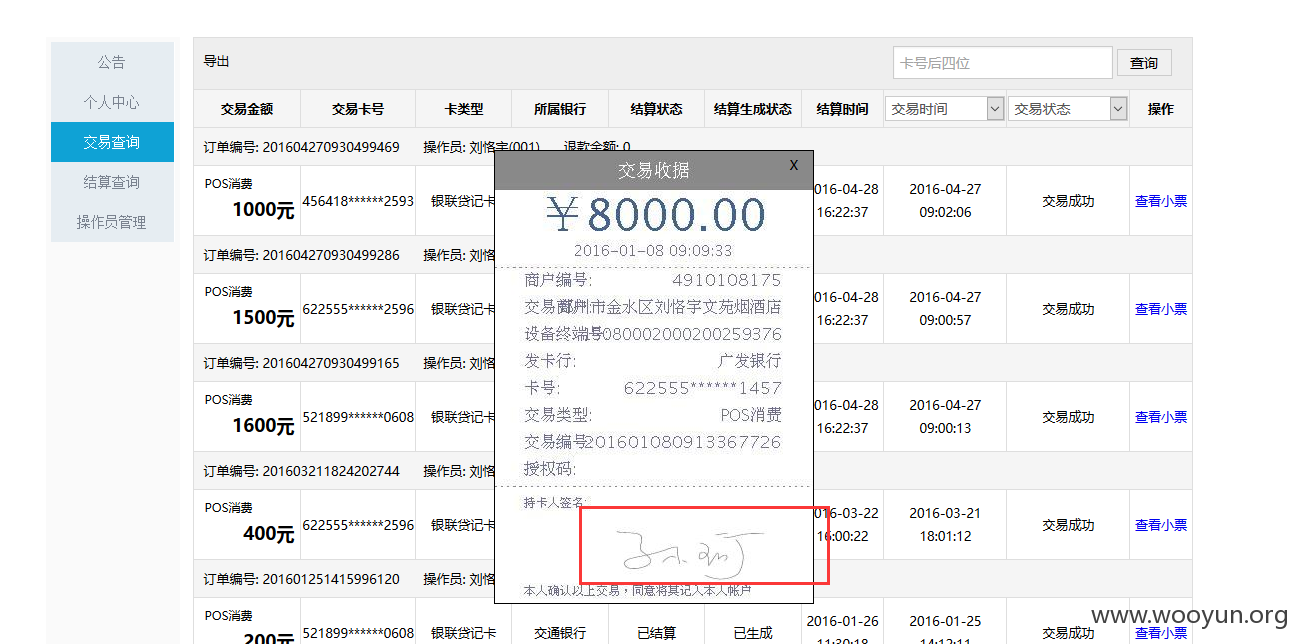 公告
个人中心
交易查询
结算查询
操作员管理
导出
卡号后四位 查询
交易金额 交易卡号 卡类型 所属银行 结算状态 结算生成状态 结算时间 交易时间 交易状态 操作
订单编号: 201604270930499469 操作员: 刘恪宇(001) 退款金额: 0
POS消费
1000元 456418******2593 银联贷记卡 016-04-28 16:22:37 2016-04-27 09:02:06 交易成功 查看小票
订单编号: 201604270930499286 操作员: 刘恪
POS消费
1500元 622555******2596 银联贷记卡 016-04-28 16:22:37 2016-04-27 09:00:57 交易成功 查看小票
订单编号: 201604270930499165 操作员: 刘恪
POS消费
1600元 521899******0608 银联贷记卡 016-04-28 16:22:37 2016-04-27 09:00:13 交易成功 查看小票
订单编号: 201603211824202744 操作员: 刘恪
POS消费
400元 622555******2596 银联贷记卡 016-03-22 16:00:22 2016-03-21 18:01:12 交易成功 查看小票
订单编号: 201601251415996120 操作员: 刘恪
POS消费
200元 521899******0608 银联贷记卡 交通银行 已结算 已生成 2016-01-26 2016-01-25 交易成功 查看小票
交易收据 X
￥8000.00
2016-01-08 09:09:33
商户编号: 4910108175
交易商户: 郑州市金水区刘恪宇文苑烟酒店
设备终端号 080002000200259376
发卡行: 广发银行
卡号: 622555******1457
交易类型: POS消费
交易编号 201601080913367726
授权码:
持卡人签名:
本人确认以上交易，同意将其记入本人帐户
www.wooyun.org